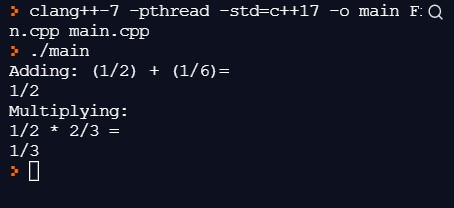 > clang++-7 -pthread -std=c++17 -o main F
n.cpp main.cpp
> ./main
Adding: (1/2) + (1/6)=
1/2
Multiplying:
1/2 * 2/3 =
1/3
>